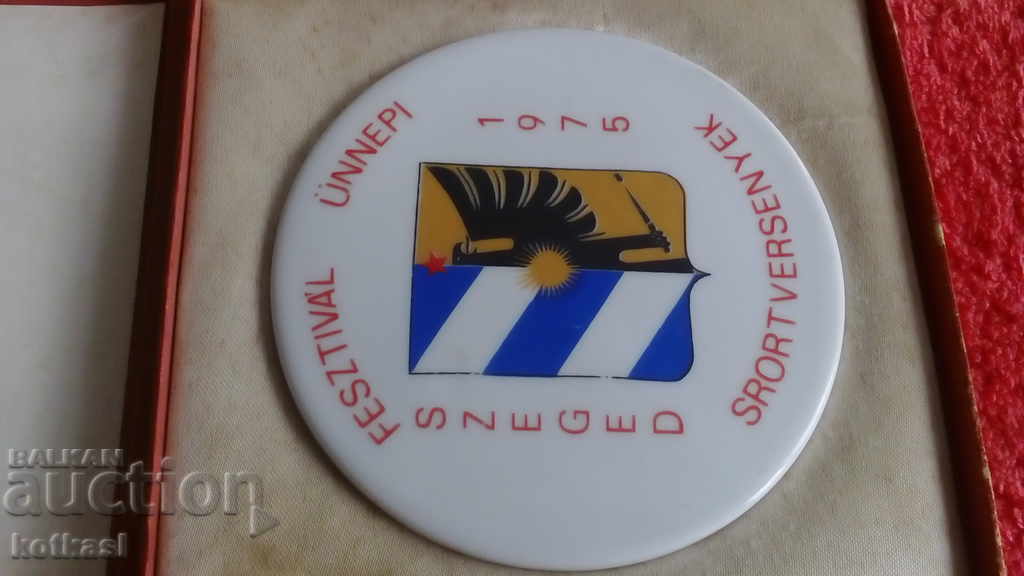 FESZTIVÁL ÜNNEPI
1975
SRORTVERSENYEK
SZEGED
BALKAN
auction
kotkasl